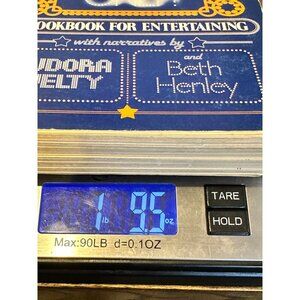 OOKBOOK FOR ENTERTAINING
with narratives by
UDORA and
ELTY Beth
Henley
1 lb 9.5 oz
TARE
HOLD
Max:90LB d=0.1OZ